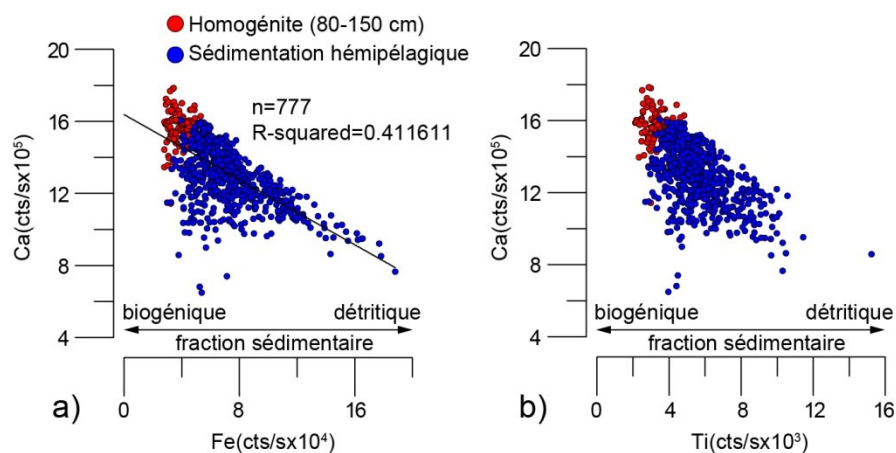 Homogénite (80-150 cm)
Sédimentation hémipélagique
20
16
12
8
4
Ca(cts/sx10⁵)
n=777
R-squared=0.411611
biogénique détritique
fraction sédimentaire
a)
0 8 16
Fe(cts/sx10⁴)
20
16
12
8
4
Ca(cts/sx10⁵)
biogénique détritique
fraction sédimentaire
b)
0 4 8 12 16
Ti(cts/sx10³)